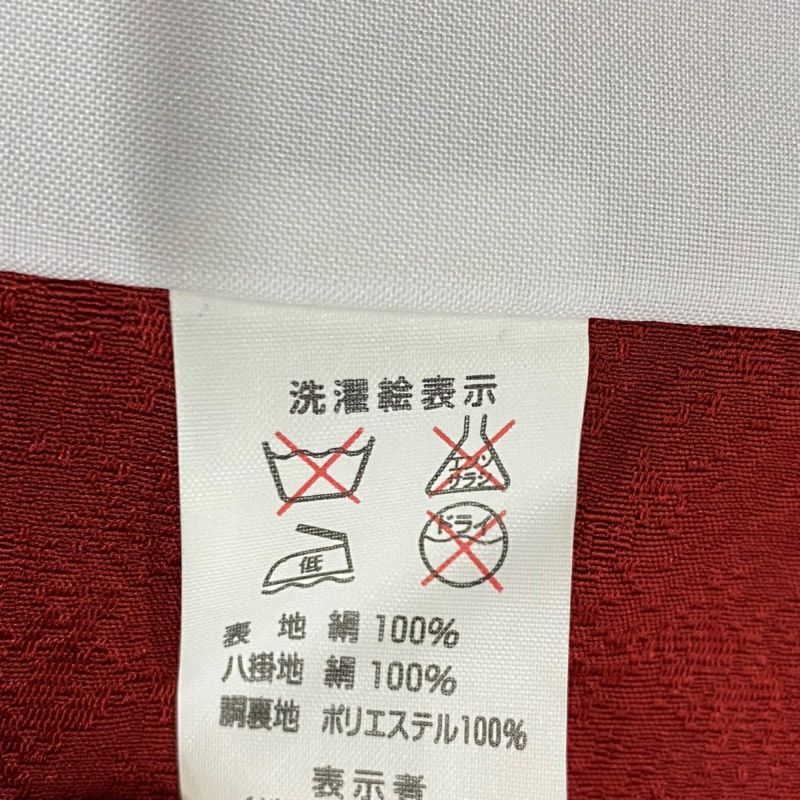 洗濯絵表示
エンソ
サラシ
低
ドライ
表 地 絹 100%
八掛地 絹 100%
胴裏地 ポリエステル100%
表示者